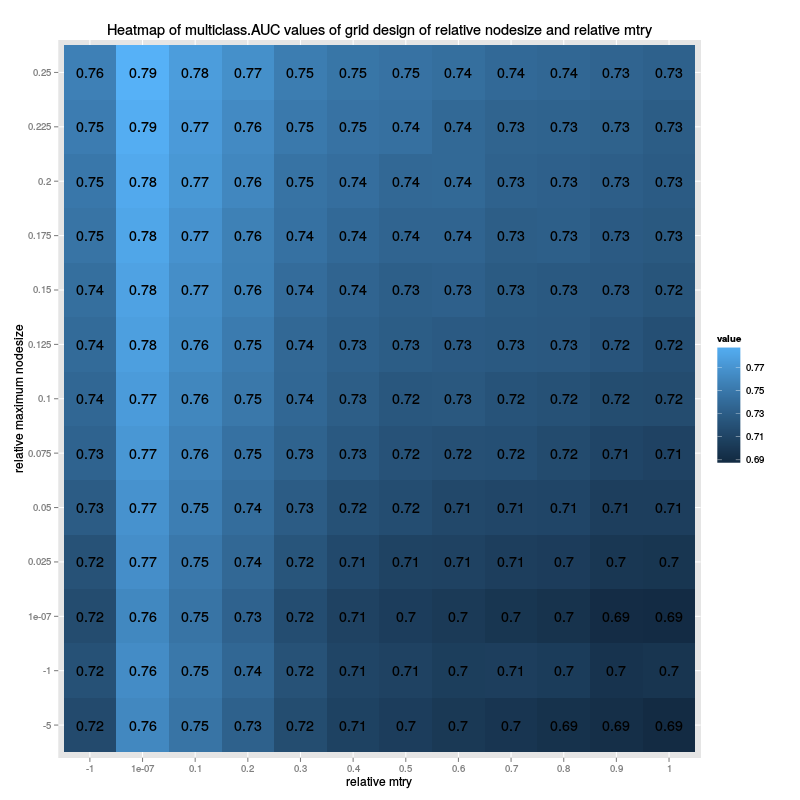 Heatmap of multiclass.AUC values of grid design of relative nodesize and relative mtry
relative maximum nodesize
0.25 0.76 0.79 0.78 0.77 0.75 0.75 0.75 0.74 0.74 0.74 0.73 0.73
0.225 0.75 0.79 0.77 0.76 0.75 0.75 0.74 0.74 0.73 0.73 0.73 0.73
0.2 0.75 0.78 0.77 0.76 0.75 0.74 0.74 0.74 0.73 0.73 0.73 0.73
0.175 0.75 0.78 0.77 0.76 0.74 0.74 0.74 0.74 0.73 0.73 0.73 0.73
0.15 0.74 0.78 0.77 0.76 0.74 0.74 0.73 0.73 0.73 0.73 0.73 0.72
0.125 0.74 0.78 0.76 0.75 0.74 0.73 0.73 0.73 0.73 0.73 0.72 0.72
0.1 0.74 0.77 0.76 0.75 0.74 0.73 0.72 0.73 0.72 0.72 0.72 0.72
0.075 0.73 0.77 0.76 0.75 0.73 0.73 0.72 0.72 0.72 0.72 0.71 0.71
0.05 0.73 0.77 0.75 0.74 0.73 0.72 0.72 0.71 0.71 0.71 0.71 0.71
0.025 0.72 0.77 0.75 0.74 0.72 0.71 0.71 0.71 0.71 0.7 0.7 0.7
1e-07 0.72 0.76 0.75 0.73 0.72 0.71 0.7 0.7 0.7 0.7 0.69 0.69
-1 0.72 0.76 0.75 0.74 0.72 0.71 0.71 0.7 0.71 0.7 0.7 0.7
-5 0.72 0.76 0.75 0.73 0.72 0.71 0.7 0.7 0.7 0.69 0.69 0.69
-1 1e-07 0.1 0.2 0.3 0.4 0.5 0.6 0.7 0.8 0.9 1
relative mtry
value
0.77
0.75
0.73
0.71
0.69